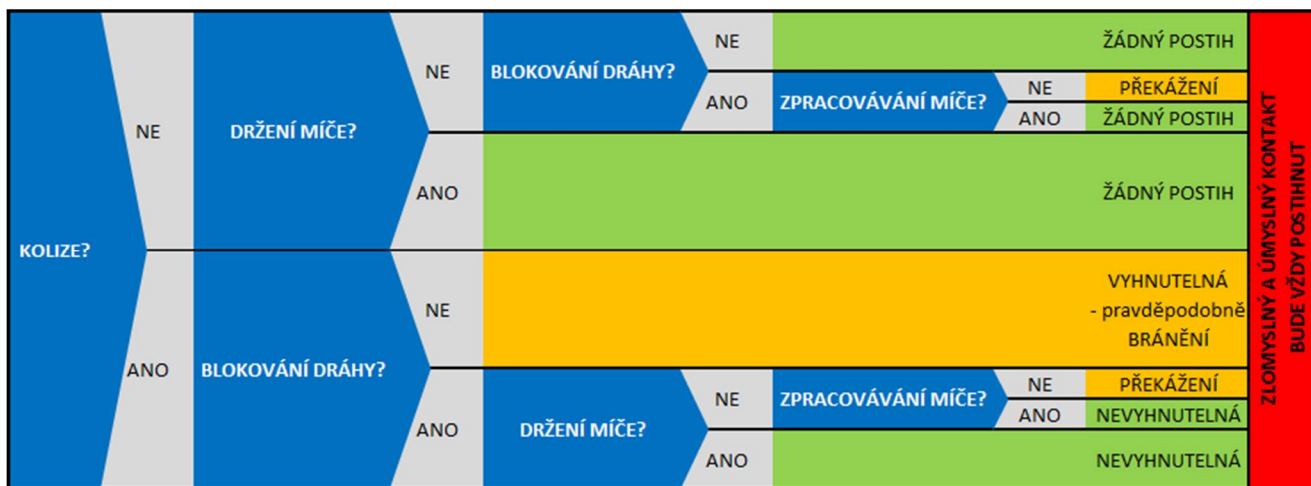 NE
ŽÁDNÝ POSTIH
NE
BLOKOVÁNÍ DRÁHY?
NE
PŘEKÁŽENÍ
ANO
ZPRACOVÁVÁNÍ MÍČE?
ANO
ŽÁDNÝ POSTIH
NE
DRŽENÍ MÍČE?
ANO
ŽÁDNÝ POSTIH
KOLIZE?
NE
VYHNUTELNÁ
- pravděpodobně
BRÁNĚNÍ
ANO
BLOKOVÁNÍ DRÁHY?
NE
ZPRACOVÁVÁNÍ MÍČE?
NE
PŘEKÁŽENÍ
ANO
NEVYHNUTELNÁ
ANO
DRŽENÍ MÍČE?
ANO
NEVYHNUTELNÁ
ZLOMYSLNÝ A ÚMYSLNÝ KONTAKT
BUDE VŽDY POSTIHNUT